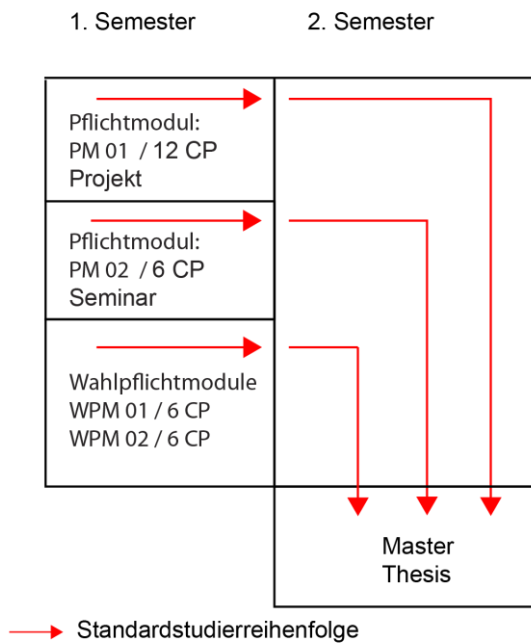 1. Semester 2. Semester
Pflichtmodul:
PM 01 / 12 CP
Projekt
Pflichtmodul:
PM 02 / 6 CP
Seminar
Wahlpflichtmodule
WPM 01 / 6 CP
WPM 02 / 6 CP
Master
Thesis
Standardstudierreihenfolge